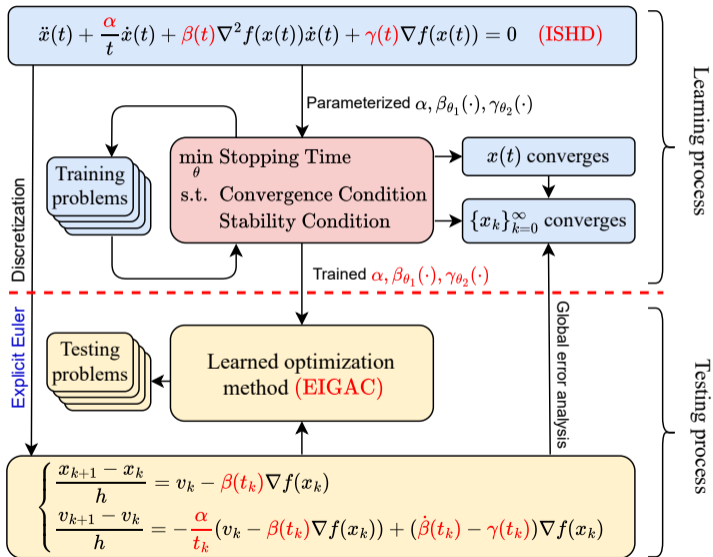 ẍ(t) + α/t ẋ(t) + β(t)∇²f(x(t))ẋ(t) + γ(t)∇f(x(t)) = 0 (ISHD)
Parameterized α, β_θ₁(·), γ_θ₂(·)
Training
problems
min_θ Stopping Time
s.t. Convergence Condition
Stability Condition
x(t) converges
{x_k}_{k=0}^∞ converges
Trained α, β_θ₁(·), γ_θ₂(·)
Learning process
Discretization
Explicit Euler
Testing
problems
Learned optimization
method (EIGAC)
Global error analysis
Testing process
(x_{k+1} − x_k)/h = v_k − β(t_k)∇f(x_k)
(v_{k+1} − v_k)/h = −α/t_k (v_k − β(t_k)∇f(x_k)) + (β̇(t_k) − γ(t_k))∇f(x_k)